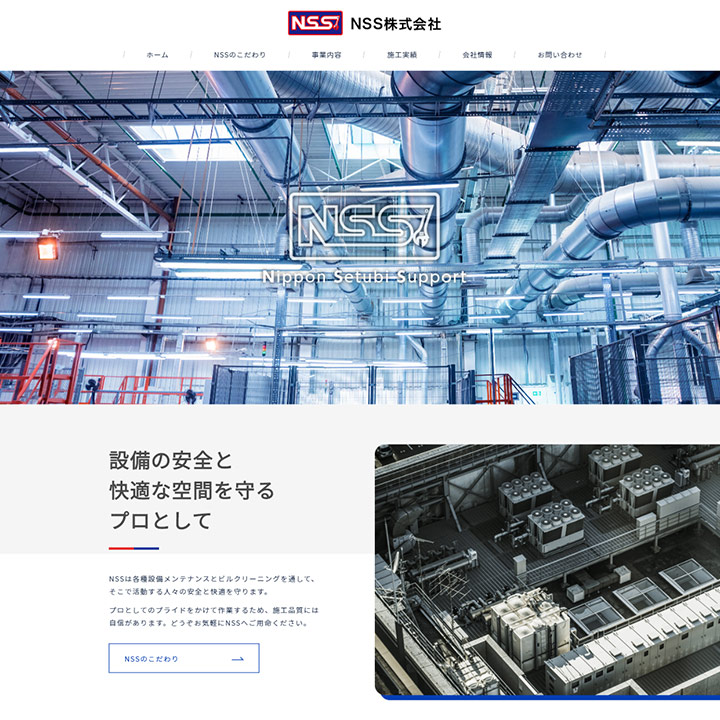 NSS
NSS株式会社
ホーム
NSSのこだわり
事業内容
施工実績
会社情報
お問い合わせ
NSS
Nippon Setubi Support
設備の安全と
快適な空間を守る
プロとして
NSSは各種設備メンテナンスとビルクリーニングを通して、
そこで活動する人々の安全と快適を守ります。
プロとしてのプライドをかけて作業するため、施工品質には
自信があります。どうぞお気軽にNSSへご用命ください。
NSSのこだわり